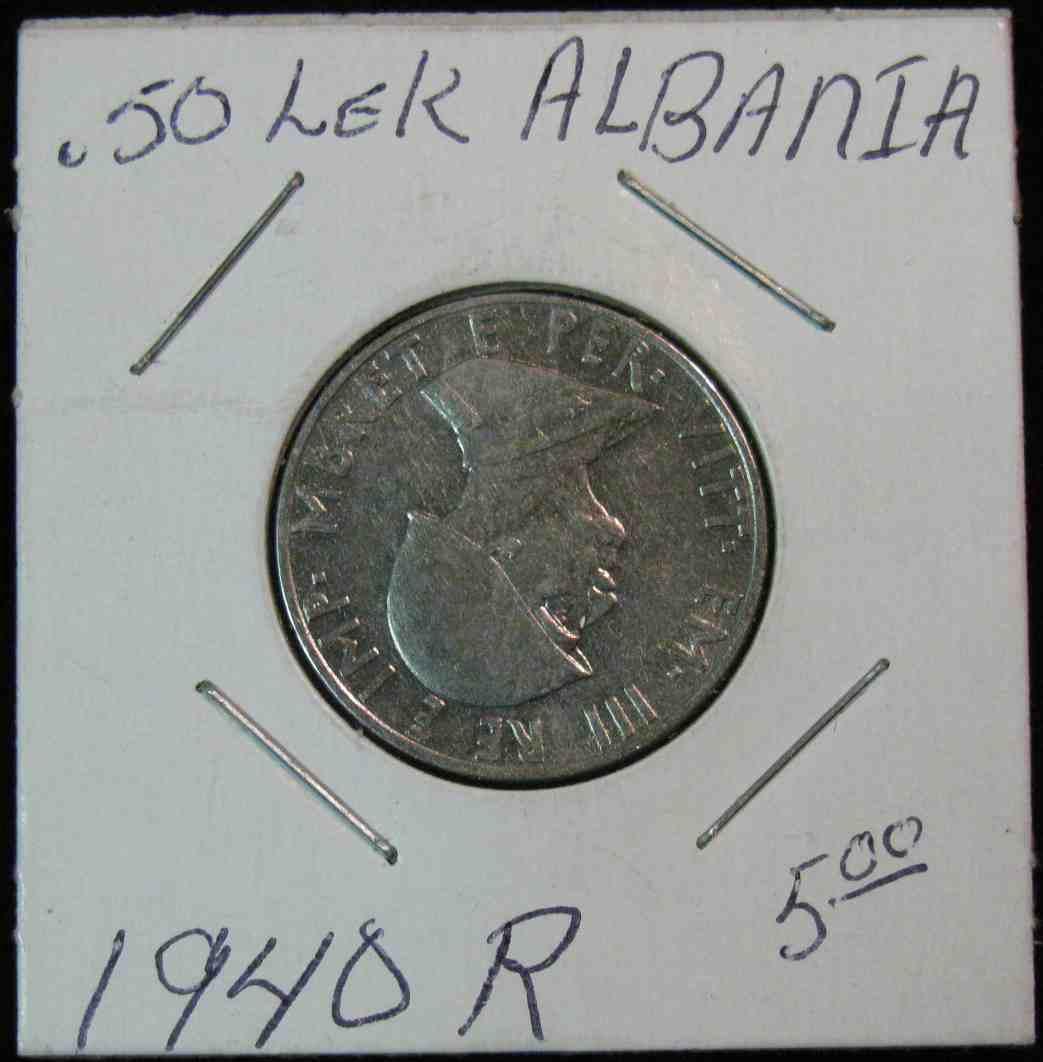 .50 LEK ALBANIA
VITT· EM· III RE E IMP· MBRET E PER·
5.00
1940 R